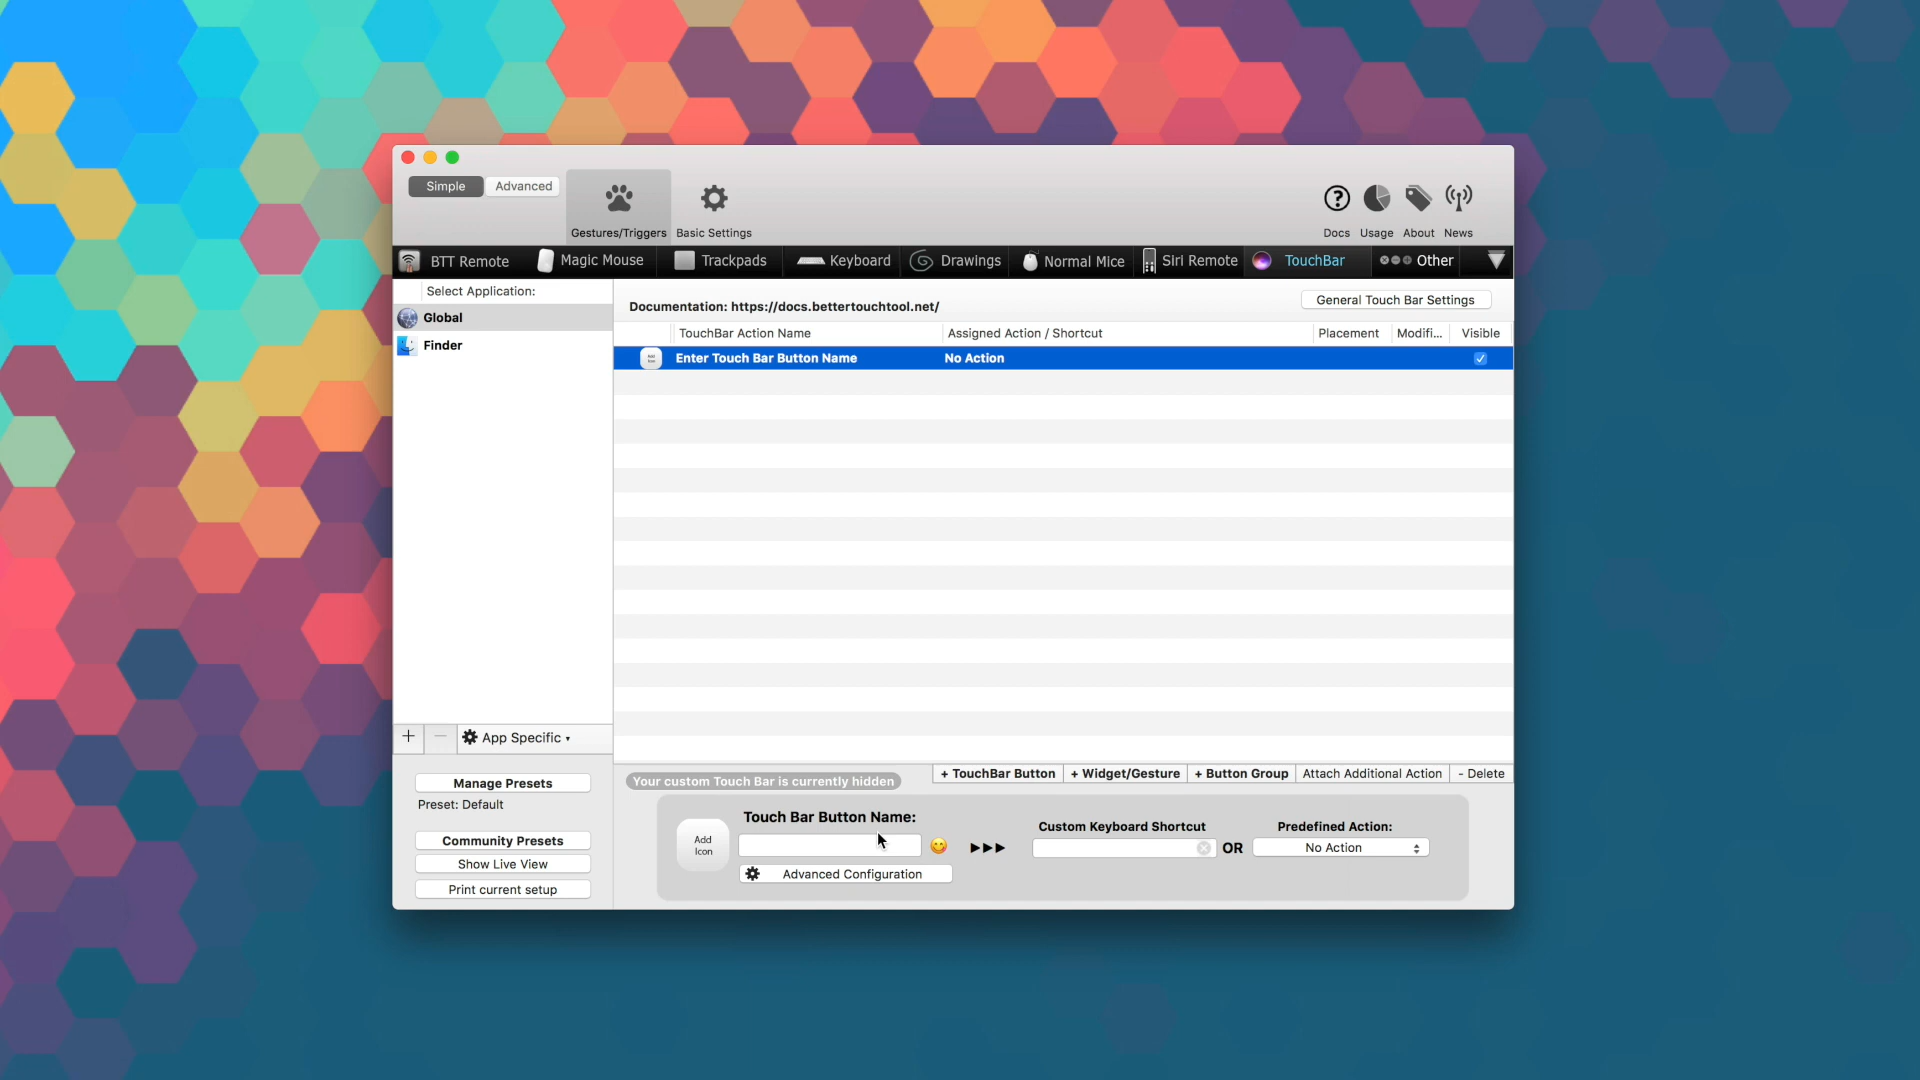 Simple
Advanced
Gestures/Triggers
Basic Settings
Docs
Usage
About
News
BTT Remote
Magic Mouse
Trackpads
Keyboard
Drawings
Normal Mice
Siri Remote
TouchBar
Other
Select Application:
Global
Finder
Documentation: https://docs.bettertouchtool.net/
General Touch Bar Settings
TouchBar Action Name
Assigned Action / Shortcut
Placement
Modifi...
Visible
Add
Icon
Enter Touch Bar Button Name
No Action
+ − App Specific
Manage Presets
Preset: Default
Community Presets
Show Live View
Print current setup
Your custom Touch Bar is currently hidden
+ TouchBar Button
+ Widget/Gesture
+ Button Group
Attach Additional Action
- Delete
Add
Icon
Touch Bar Button Name:
Advanced Configuration
Custom Keyboard Shortcut
OR
Predefined Action:
No Action